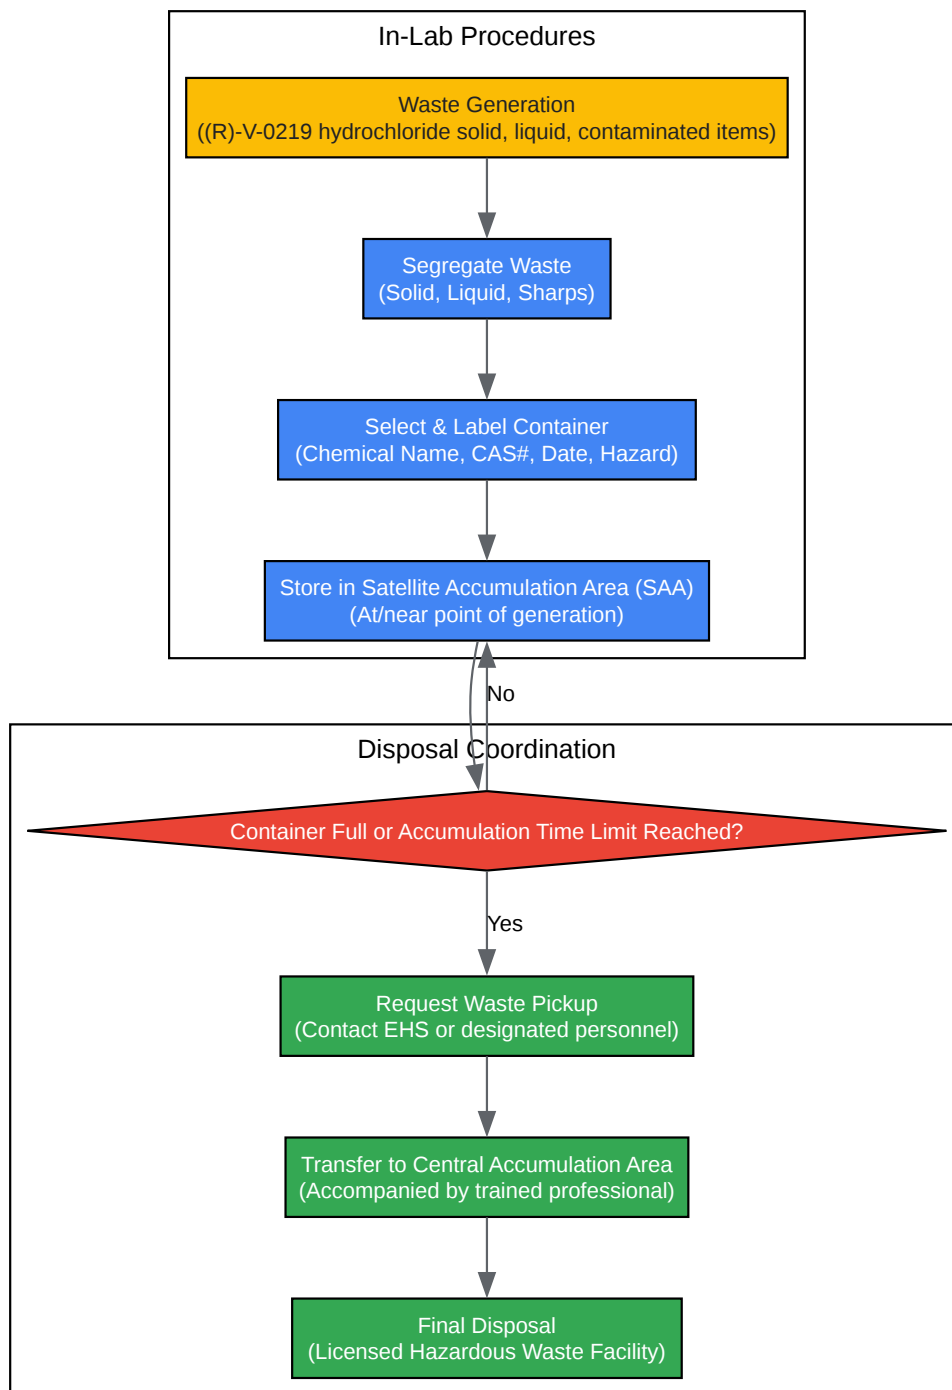 In-Lab Procedures
Waste Generation
((R)-V-0219 hydrochloride solid, liquid, contaminated items)
Segregate Waste
(Solid, Liquid, Sharps)
Select & Label Container
(Chemical Name, CAS#, Date, Hazard)
Store in Satellite Accumulation Area (SAA)
(At/near point of generation)
No
Disposal Coordination
Container Full or Accumulation Time Limit Reached?
Yes
Request Waste Pickup
(Contact EHS or designated personnel)
Transfer to Central Accumulation Area
(Accompanied by trained professional)
Final Disposal
(Licensed Hazardous Waste Facility)